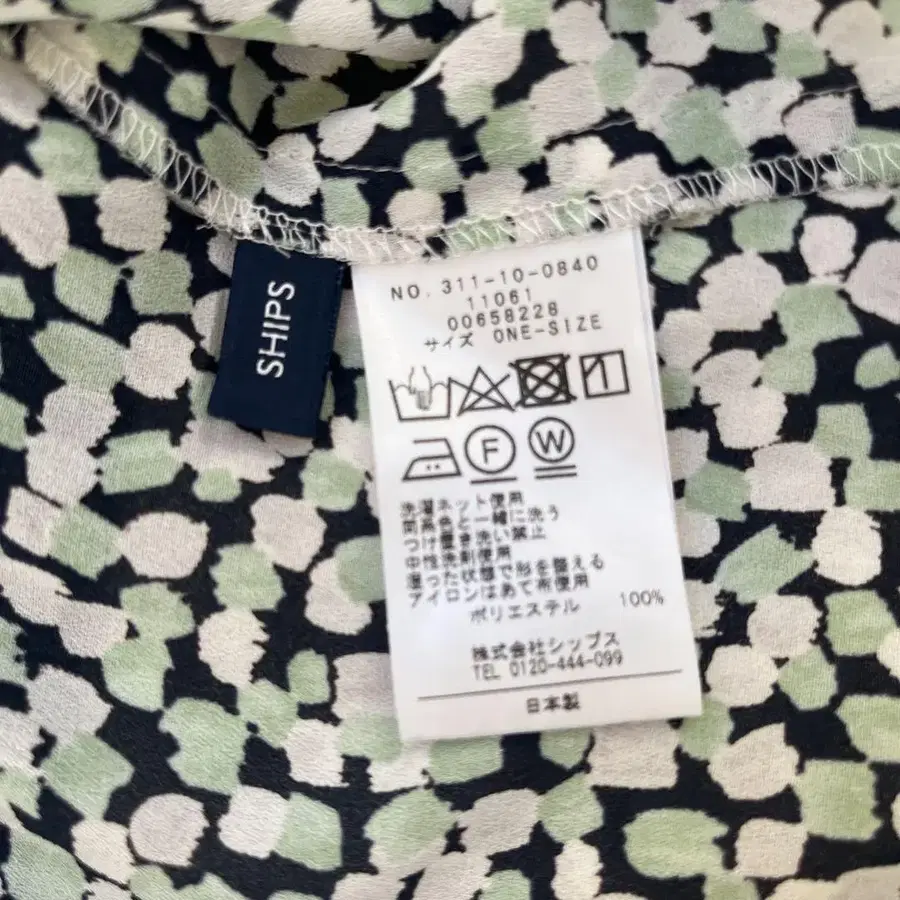 SHIPS
NO. 311-10-0840
11061
00658228
サイズ ONE-SIZE
F W
洗濯ネット使用
同系色と一緒に洗う
つけ置き洗い禁止
中性洗剤使用
湿った状態で形を整える
アイロンはあて布使用
ポリエステル 100%
株式会社シップス
TEL 0120-444-099
日本製